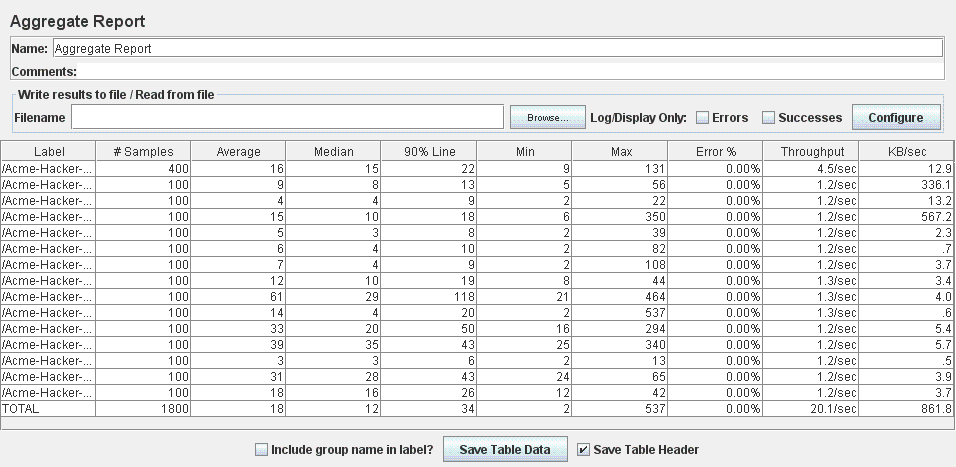 Aggregate Report
Name: Aggregate Report
Comments:
Write results to file / Read from file
Filename Browse... Log/Display Only: Errors Successes Configure
Label # Samples Average Median 90% Line Min Max Error % Throughput KB/sec
/Acme-Hacker-... 400 16 15 22 9 131 0.00% 4.5/sec 12.9
/Acme-Hacker-... 100 9 8 13 5 56 0.00% 1.2/sec 336.1
/Acme-Hacker-... 100 4 4 9 2 22 0.00% 1.2/sec 13.2
/Acme-Hacker-... 100 15 10 18 6 350 0.00% 1.2/sec 567.2
/Acme-Hacker-... 100 5 3 8 2 39 0.00% 1.2/sec 2.3
/Acme-Hacker-... 100 6 4 10 2 82 0.00% 1.2/sec .7
/Acme-Hacker-... 100 7 4 9 2 108 0.00% 1.2/sec 3.7
/Acme-Hacker-... 100 12 10 19 8 44 0.00% 1.3/sec 3.4
/Acme-Hacker-... 100 61 29 118 21 464 0.00% 1.3/sec 4.0
/Acme-Hacker-... 100 14 4 20 2 537 0.00% 1.3/sec .6
/Acme-Hacker-... 100 33 20 50 16 294 0.00% 1.2/sec 5.4
/Acme-Hacker-... 100 39 35 43 25 340 0.00% 1.2/sec 5.7
/Acme-Hacker-... 100 3 3 6 2 13 0.00% 1.2/sec .5
/Acme-Hacker-... 100 31 28 43 24 65 0.00% 1.2/sec 3.9
/Acme-Hacker-... 100 18 16 26 12 42 0.00% 1.2/sec 3.7
TOTAL 1800 18 12 34 2 537 0.00% 20.1/sec 861.8
Include group name in label? Save Table Data Save Table Header